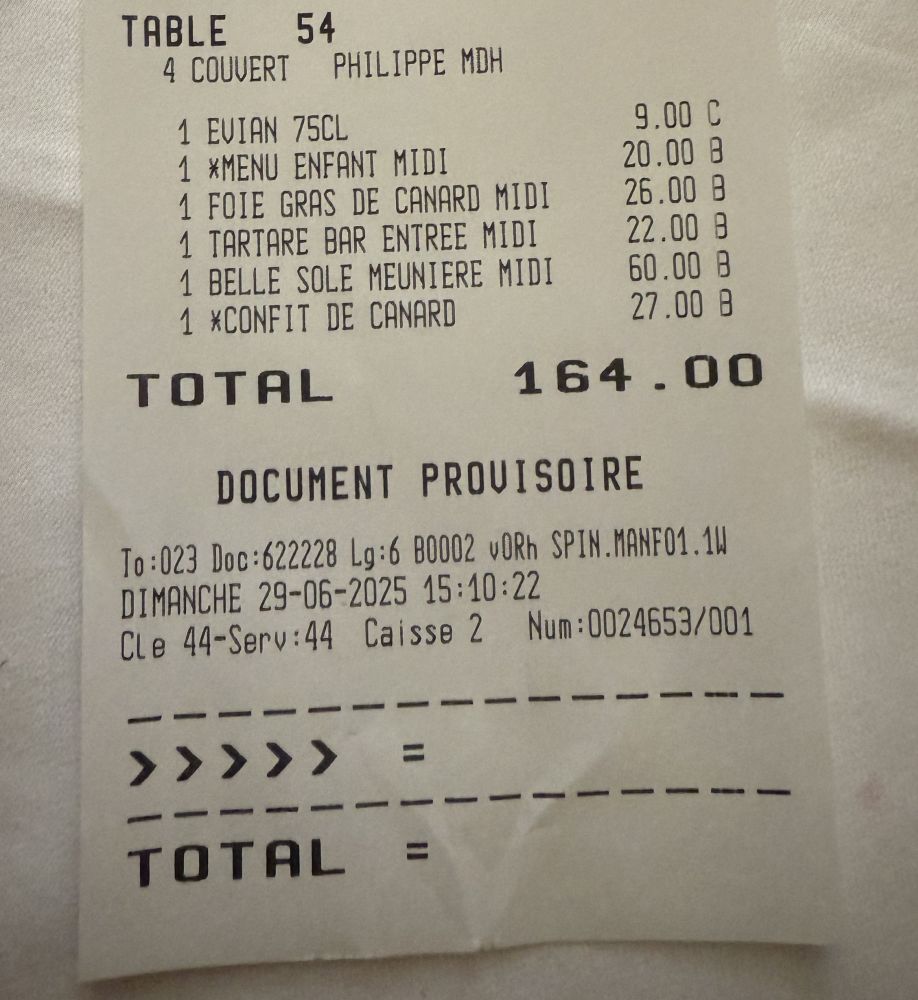 TABLE 54
4 COUVERT PHILIPPE MDH
1 EVIAN 75CL 9.00 C
1 *MENU ENFANT MIDI 20.00 B
1 FOIE GRAS DE CANARD MIDI 26.00 B
1 TARTARE BAR ENTREE MIDI 22.00 B
1 BELLE SOLE MEUNIERE MIDI 60.00 B
1 *CONFIT DE CANARD 27.00 B
TOTAL 164.00
DOCUMENT PROVISOIRE
To:023 Doc:622228 Lg:6 B0002 vORh SPIN.MANF01.1W
DIMANCHE 29-06-2025 15:10:22
Cle 44-Serv:44 Caisse 2 Num:0024653/001
_ _ _ _ _ _ _ _ _ _ _ _ _ _ _
>>>>> =
_ _ _ _ _ _ _ _ _ _ _ _ _ _ _
TOTAL =